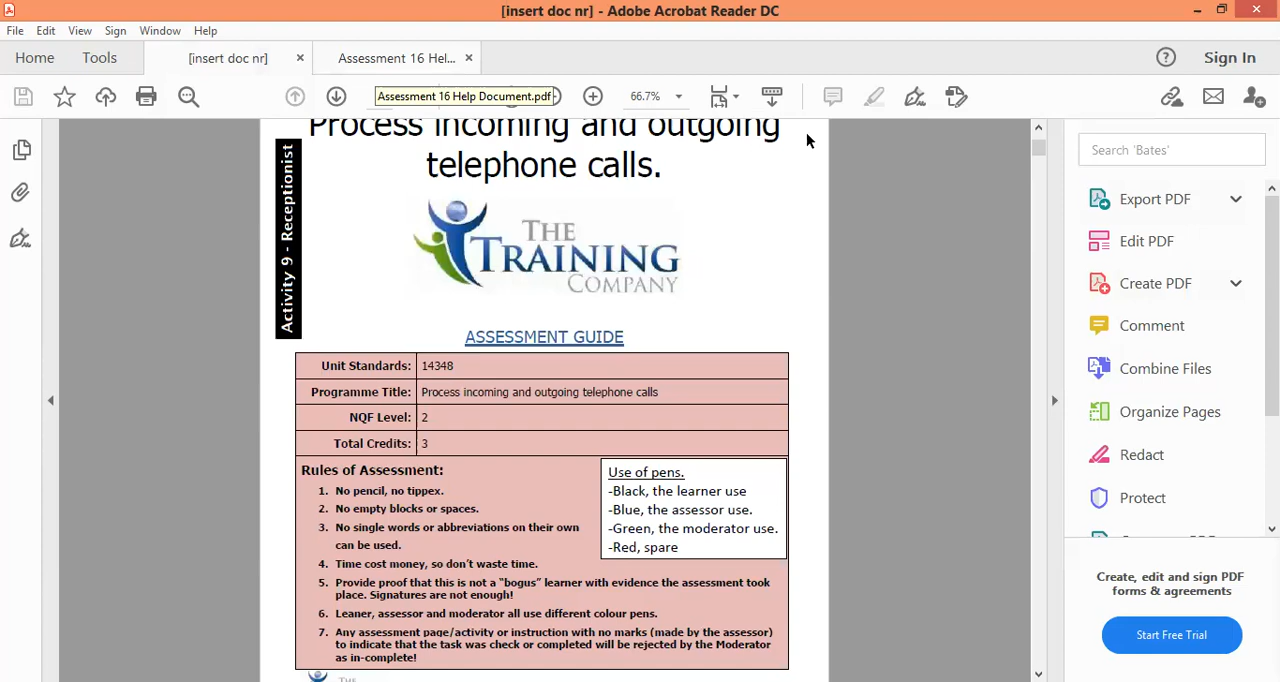 [insert doc nr] - Adobe Acrobat Reader DC
File Edit View Sign Window Help
Home Tools [insert doc nr] × Assessment 16 Hel... × ? Sign In
Assessment 16 Help Document.pdf 66.7%
Process incoming and outgoing
telephone calls.
Activity 9 - Receptionist
THE
TRAINING
COMPANY
ASSESSMENT GUIDE
Unit Standards: 14348
Programme Title: Process incoming and outgoing telephone calls
NQF Level: 2
Total Credits: 3
Rules of Assessment:
1. No pencil, no tippex.
2. No empty blocks or spaces.
3. No single words or abbreviations on their own
can be used.
4. Time cost money, so don't waste time.
5. Provide proof that this is not a "bogus" learner with evidence the assessment took
place. Signatures are not enough!
6. Leaner, assessor and moderator all use different colour pens.
7. Any assessment page/activity or instruction with no marks (made by the assessor)
to indicate that the task was check or completed will be rejected by the Moderator
as in-complete!
Use of pens.
-Black, the learner use
-Blue, the assessor use.
-Green, the moderator use.
-Red, spare
THE
Search 'Bates'
Export PDF
Edit PDF
Create PDF
Comment
Combine Files
Organize Pages
Redact
Protect
Create, edit and sign PDF
forms & agreements
Start Free Trial